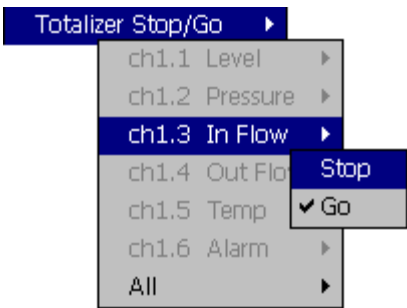 Totalizer Stop/Go
ch1.1 Level
ch1.2 Pressure
ch1.3 In Flow
ch1.4 Out Flo
Stop
ch1.5 Temp
Go
ch1.6 Alarm
All